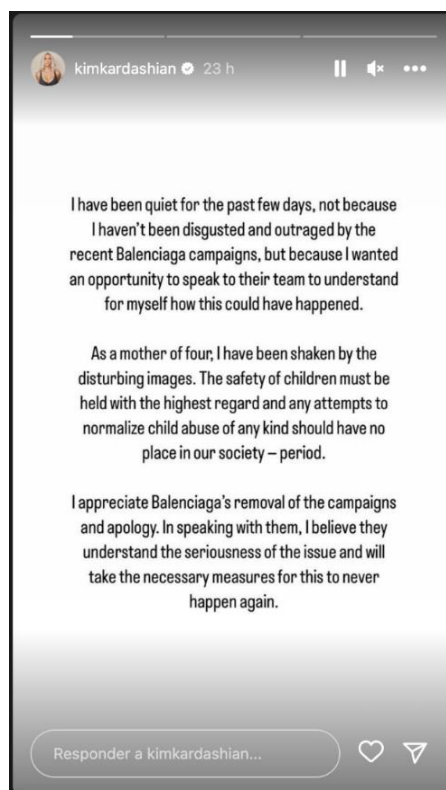 kimkardashian 23 h
I have been quiet for the past few days, not because
I haven't been disgusted and outraged by the
recent Balenciaga campaigns, but because I wanted
an opportunity to speak to their team to understand
for myself how this could have happened.
As a mother of four, I have been shaken by the
disturbing images. The safety of children must be
held with the highest regard and any attempts to
normalize child abuse of any kind should have no
place in our society – period.
I appreciate Balenciaga's removal of the campaigns
and apology. In speaking with them, I believe they
understand the seriousness of the issue and will
take the necessary measures for this to never
happen again.
Responder a kimkardashian...